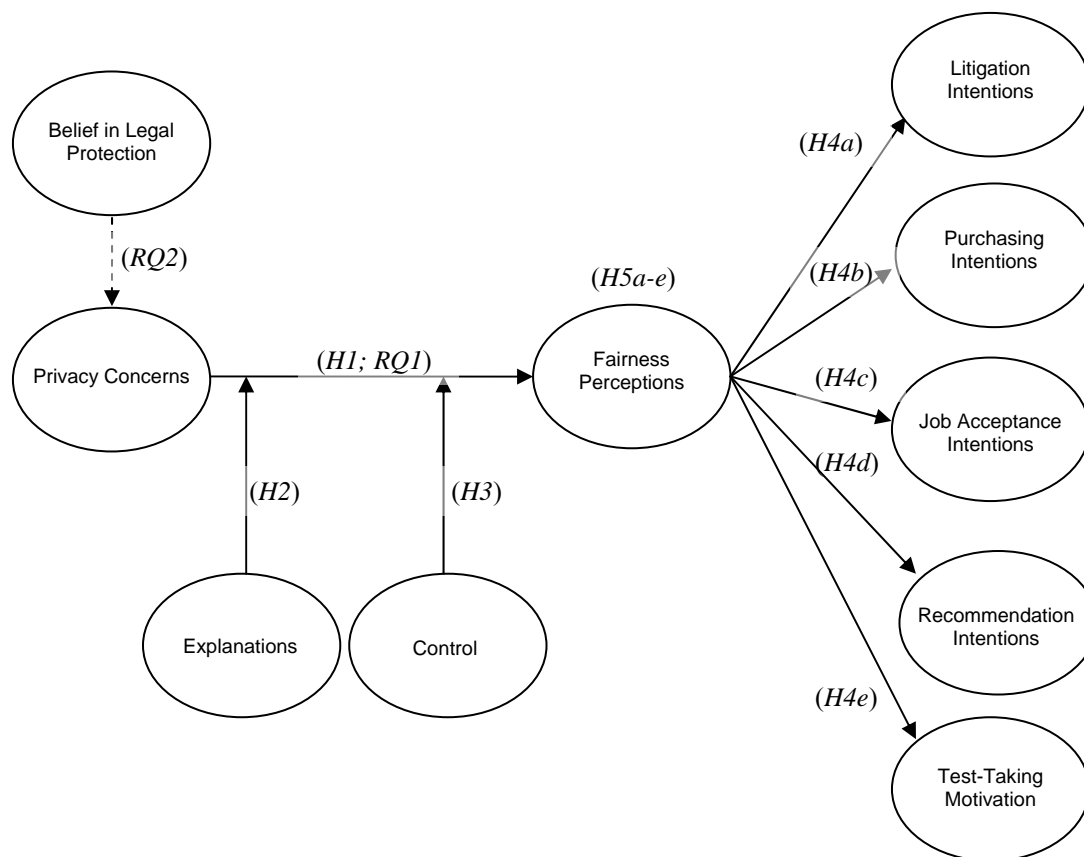 Litigation
Intentions
Belief in Legal
Protection
(H4a)
Purchasing
Intentions
(RQ2)
(H4b)
(H5a-e)
Privacy Concerns
(H1; RQ1)
Fairness
Perceptions
(H4c)
Job Acceptance
Intentions
(H4d)
(H2)
(H3)
Recommendation
Intentions
Explanations
Control
(H4e)
Test-Taking
Motivation